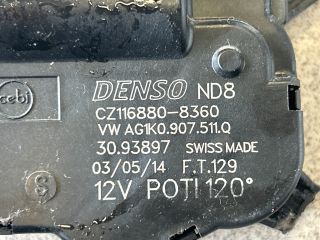 cebi
DENSO ND8
CZ116880-8360
VW AG1K0.907.511.Q
30.93897 SWISS MADE
03/05/14 F.T.129
S
12V POTI 120°